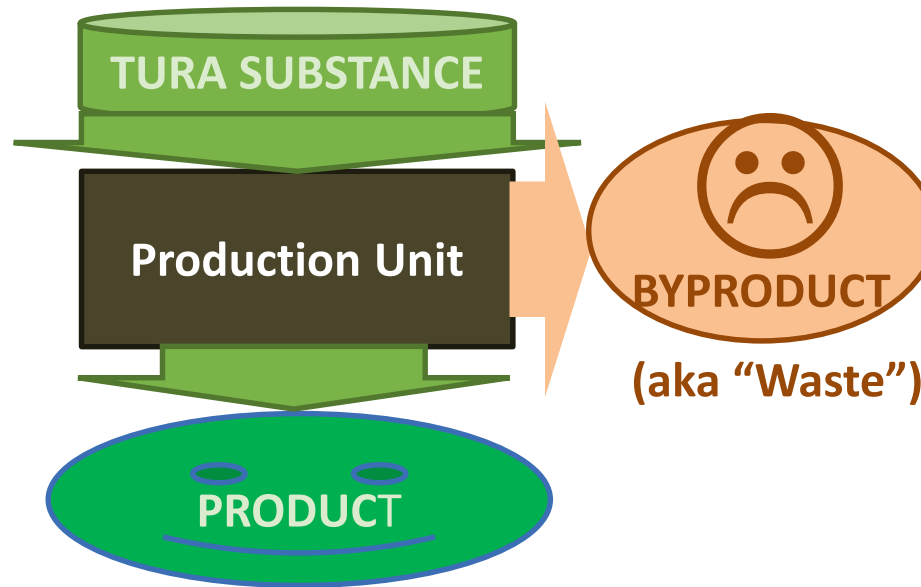 TURA SUBSTANCE
Production Unit
BYPRODUCT
(aka “Waste”)
PRODUCT